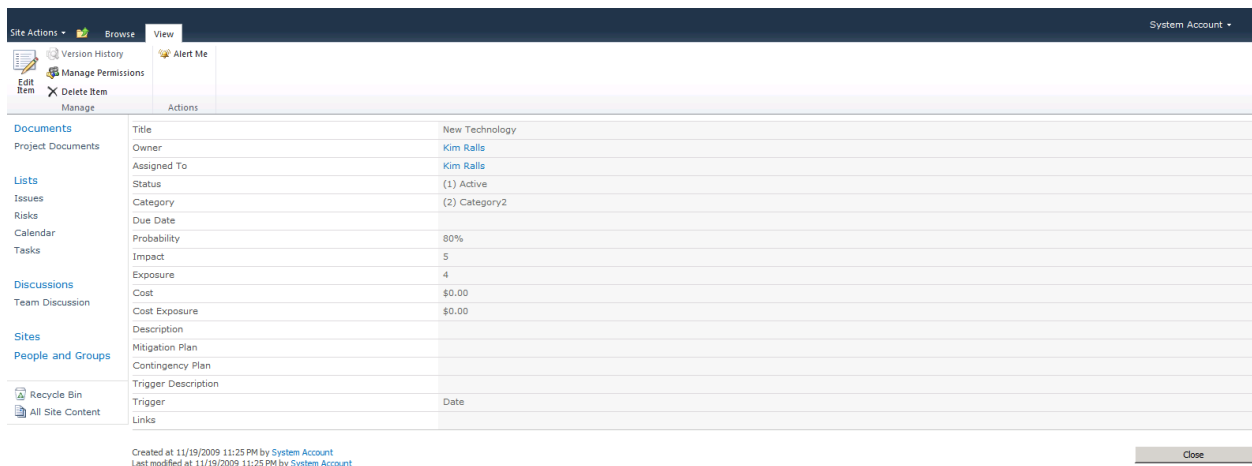 Site Actions Browse View System Account
Version History Alert Me
Manage Permissions
Edit Item
Delete Item
Manage Actions
Documents
Project Documents
Lists
Issues
Risks
Calendar
Tasks
Discussions
Team Discussion
Sites
People and Groups
Recycle Bin
All Site Content
Title New Technology
Owner Kim Ralls
Assigned To Kim Ralls
Status (1) Active
Category (2) Category2
Due Date
Probability 80%
Impact 5
Exposure 4
Cost $0.00
Cost Exposure $0.00
Description
Mitigation Plan
Contingency Plan
Trigger Description
Trigger Date
Links
Created at 11/19/2009 11:25 PM by System Account
Last modified at 11/19/2009 11:25 PM by System Account
Close